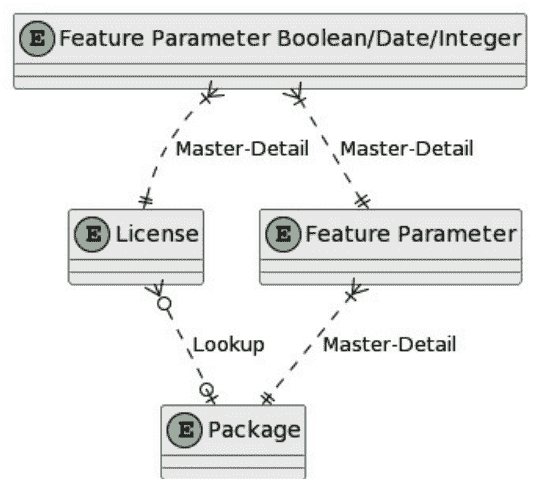 E Feature Parameter Boolean/Date/Integer
Master-Detail
Master-Detail
E License
E Feature Parameter
Lookup
Master-Detail
E Package